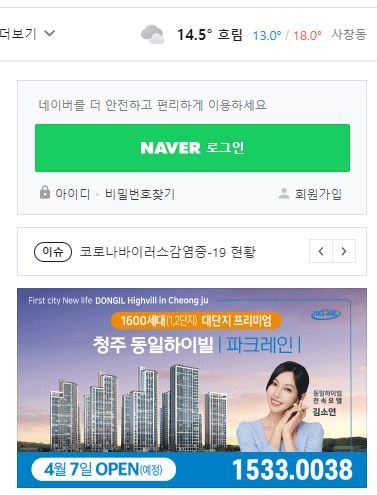 더보기
14.5° 흐림 13.0° / 18.0° 사창동
네이버를 더 안전하고 편리하게 이용하세요
NAVER 로그인
아이디 · 비밀번호찾기 회원가입
이슈 코로나바이러스감염증-19 현황
First city New life DONGIL Highvill in Cheong ju
1600세대(1,2단지) 대단지 프리미엄
청주 동일하이빌 | 파크레인 |
동일하이빌
전속모델
김소연
4월 7일 OPEN(예정) 1533.0038